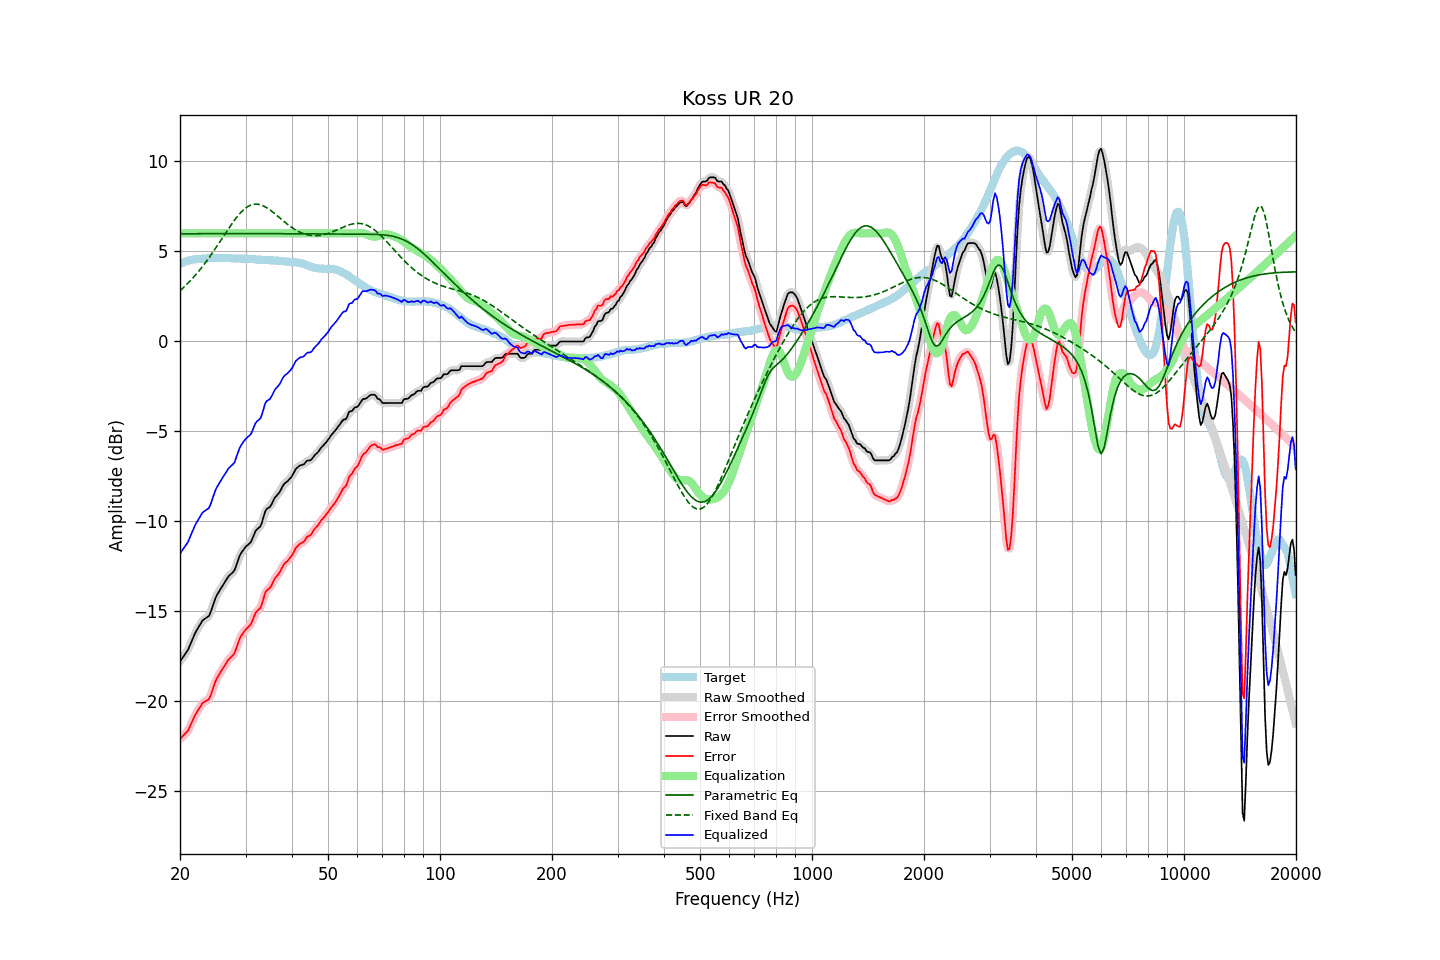 Koss UR 20
Amplitude (dBr)
10
5
0
−5
−10
−15
−20
−25
Target
Raw Smoothed
Error Smoothed
Raw
Error
Equalization
Parametric Eq
Fixed Band Eq
Equalized
20 50 100 200 500 1000 2000 5000 10000 20000
Frequency (Hz)